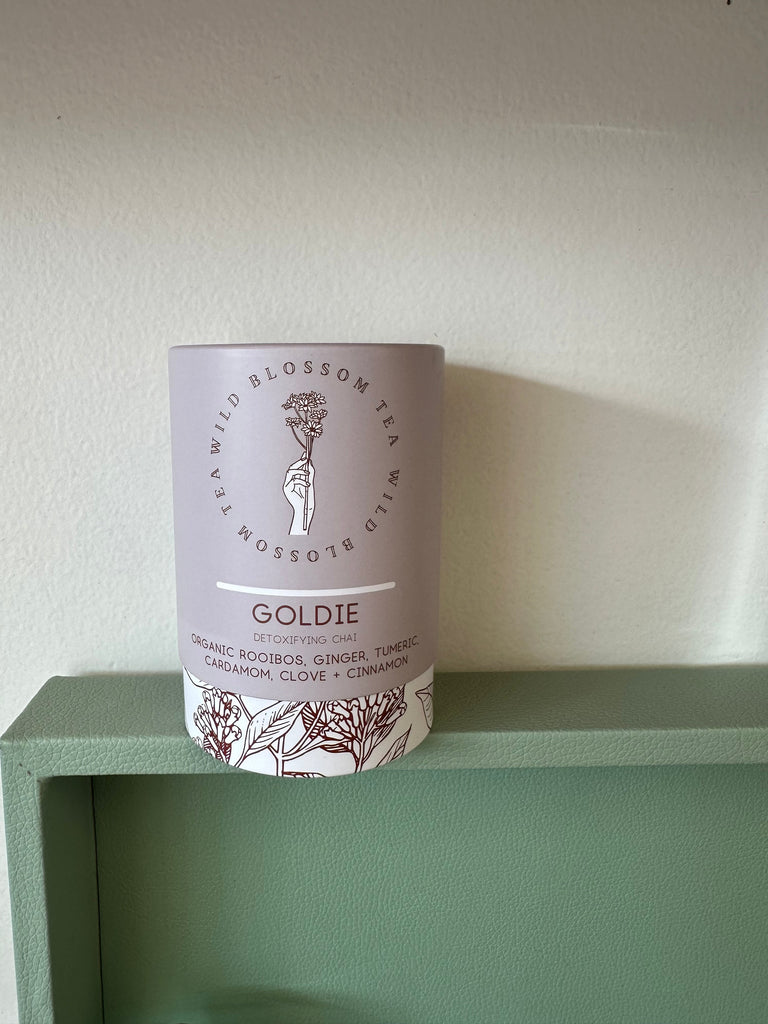 WILD BLOSSOM TEA WILD BLOSSOM TEA
GOLDIE
DETOXIFYING CHAI
ORGANIC ROOIBOS, GINGER, TUMERIC,
CARDAMOM, CLOVE + CINNAMON